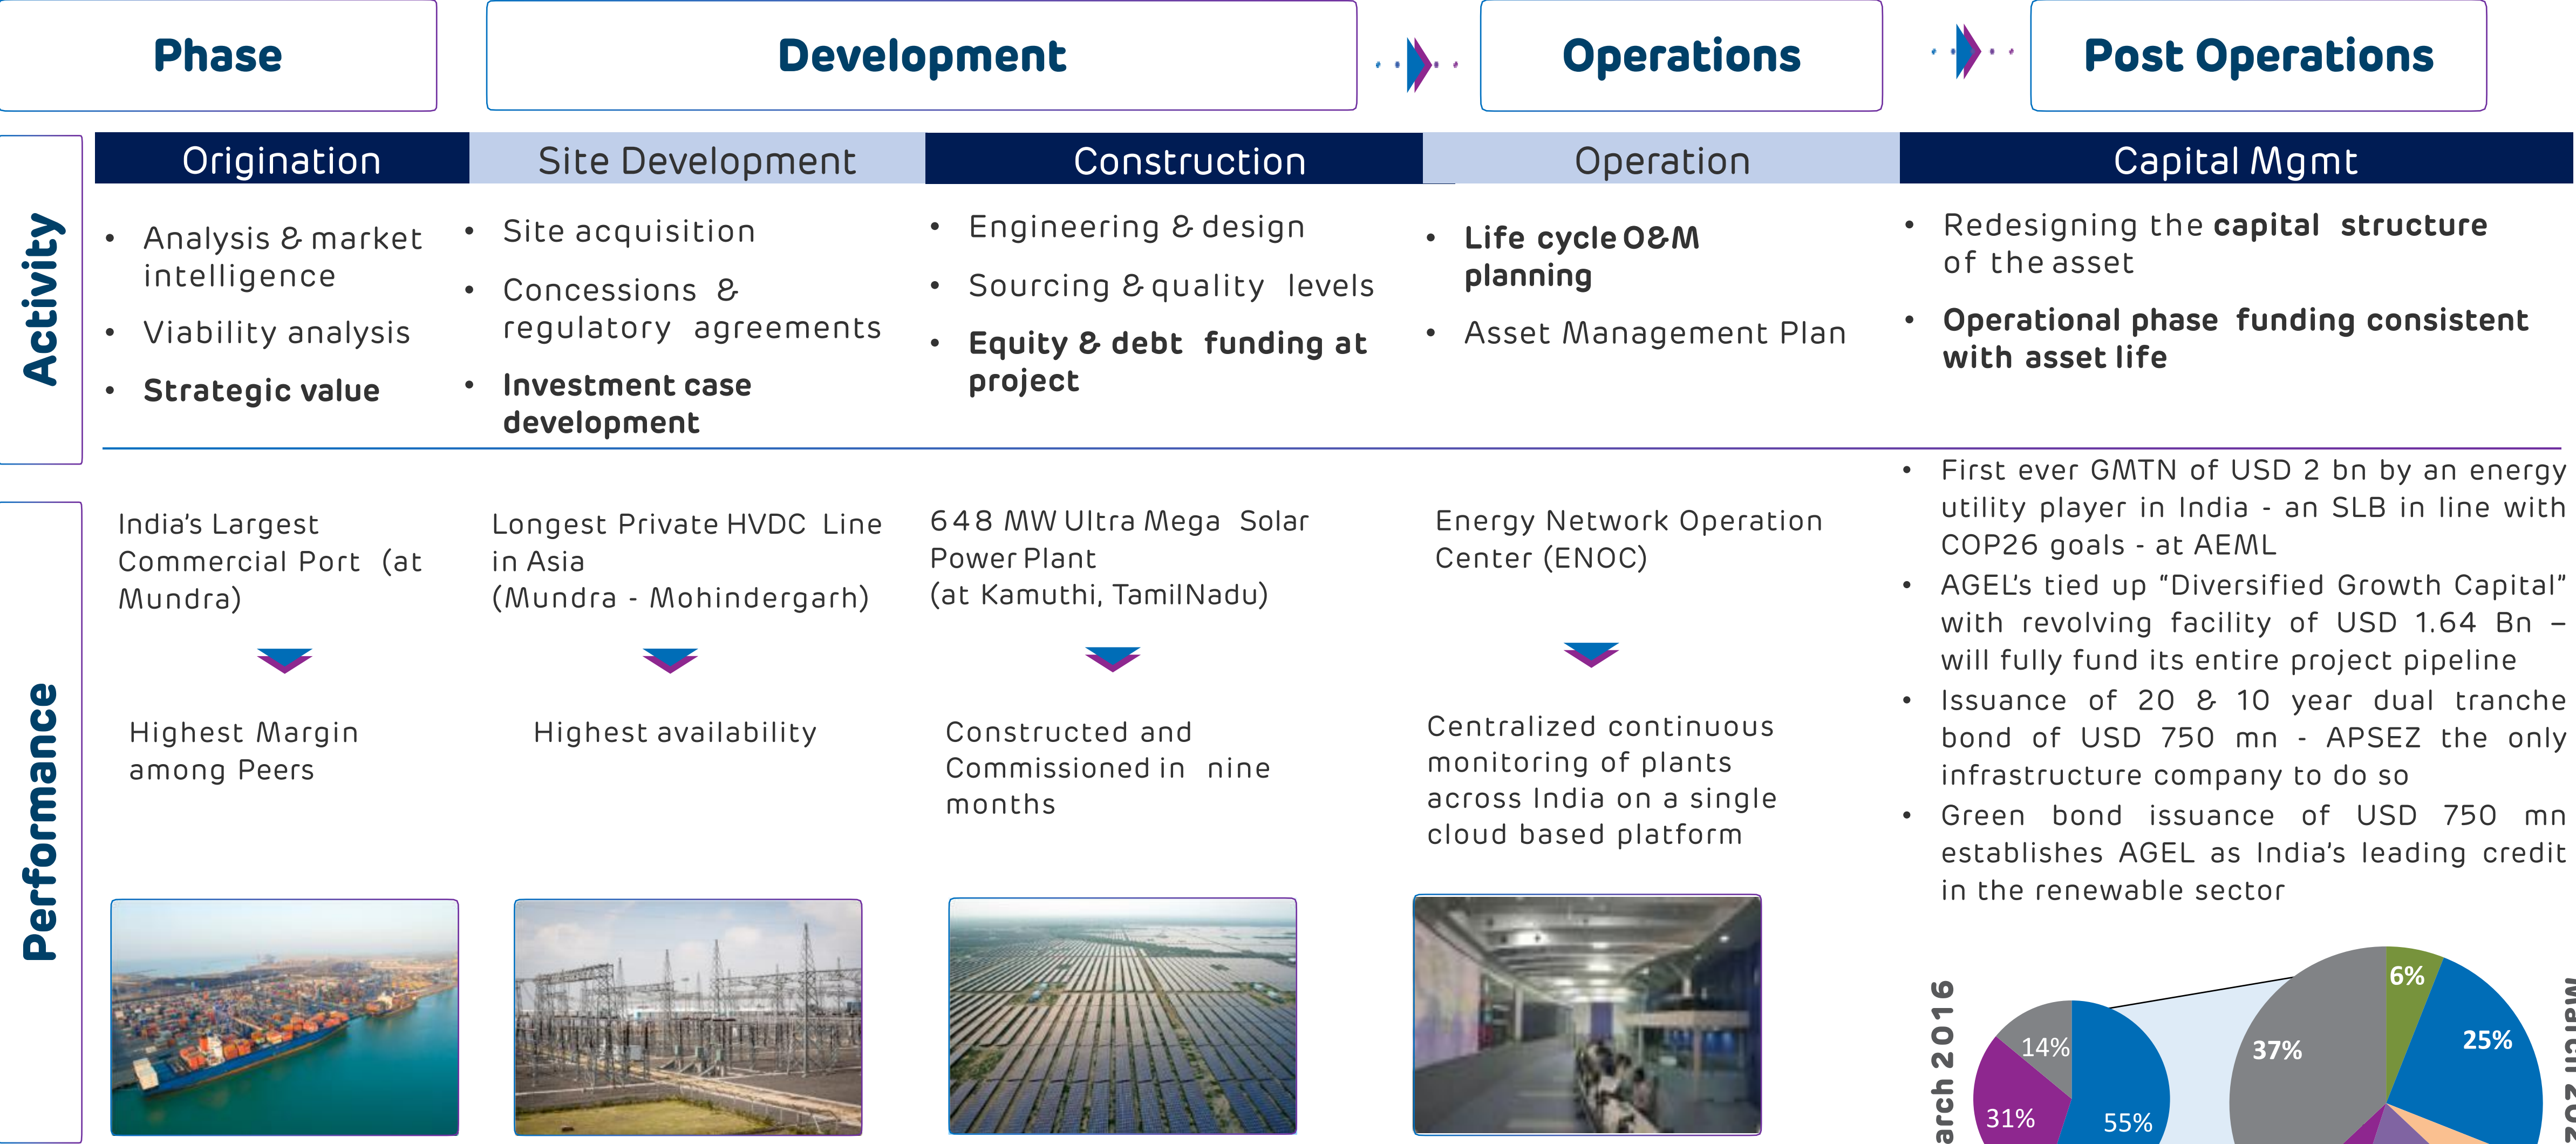 Phase
Development
Operations
Post Operations
Activity
Origination
Site Development
Construction
Operation
Capital Mgmt
• Analysis & market
intelligence
• Viability analysis
• Strategic value
• Site acquisition
• Concessions &
regulatory agreements
• Investment case
development
• Engineering & design
• Sourcing & quality levels
• Equity & debt funding at
project
• Life cycle O&M
planning
• Asset Management Plan
• Redesigning the capital structure
of the asset
• Operational phase funding consistent
with asset life
Performance
India's Largest
Commercial Port (at
Mundra)
Highest Margin
among Peers
Longest Private HVDC Line
in Asia
(Mundra - Mohindergarh)
Highest availability
648 MW Ultra Mega Solar
Power Plant
(at Kamuthi, TamilNadu)
Constructed and
Commissioned in nine
months
Energy Network Operation
Center (ENOC)
Centralized continuous
monitoring of plants
across India on a single
cloud based platform
• First ever GMTN of USD 2 bn by an energy
utility player in India - an SLB in line with
COP26 goals - at AEML
• AGEL's tied up "Diversified Growth Capital"
with revolving facility of USD 1.64 Bn –
will fully fund its entire project pipeline
• Issuance of 20 & 10 year dual tranche
bond of USD 750 mn - APSEZ the only
infrastructure company to do so
• Green bond issuance of USD 750 mn
establishes AGEL as India's leading credit
in the renewable sector
arch 2016
14%
31%
55%
6%
25%
37%